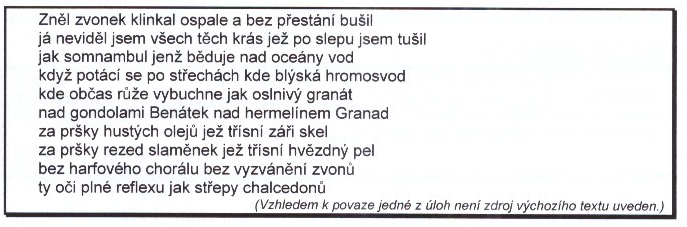 Zněl zvonek klinkal ospale a bez přestání bušil
já neviděl jsem všech těch krás jež po slepu jsem tušil
jak somnambul jenž běduje nad oceány vod
když potácí se po střechách kde blýská hromosvod
kde občas růže vybuchne jak oslnivý granát
nad gondolami Benátek nad hermelínem Granad
za pršky hustých olejů jež třísní záři skel
za pršky rezed slaměnek jež třísní hvězdný pel
bez harfového chorálu bez vyzvánění zvonů
ty oči plné reflexu jak střepy chalcedonů
(Vzhledem k povaze jedné z úloh není zdroj výchozího textu uveden.)